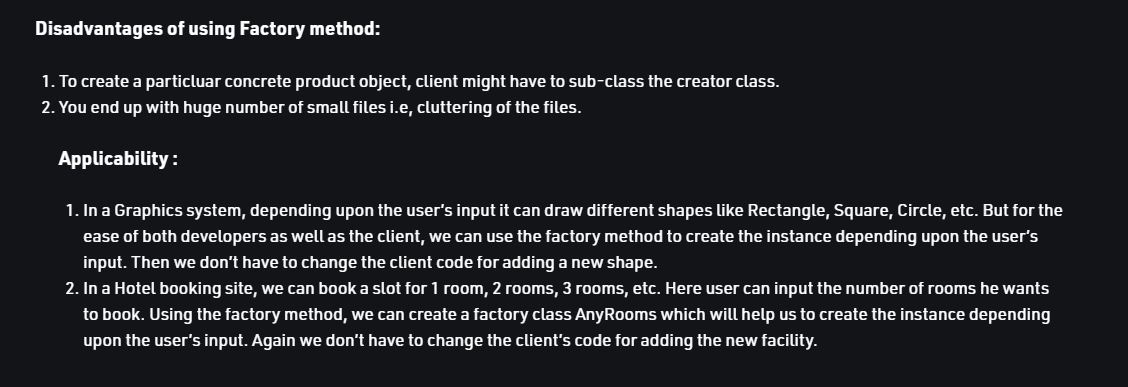 Disadvantages of using Factory method:
1. To create a particluar concrete product object, client might have to sub-class the creator class.
2. You end up with huge number of small files i.e, cluttering of the files.
Applicability :
1. In a Graphics system, depending upon the user's input it can draw different shapes like Rectangle, Square, Circle, etc. But for the
ease of both developers as well as the client, we can use the factory method to create the instance depending upon the user's
input. Then we don't have to change the client code for adding a new shape.
2. In a Hotel booking site, we can book a slot for 1 room, 2 rooms, 3 rooms, etc. Here user can input the number of rooms he wants
to book. Using the factory method, we can create a factory class AnyRooms which will help us to create the instance depending
upon the user's input. Again we don't have to change the client's code for adding the new facility.